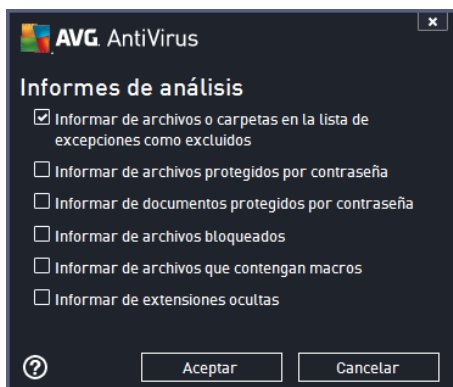 AVG. AntiVirus
x
Informes de análisis
Informar de archivos o carpetas en la lista de
excepciones como excluidos
Informar de archivos protegidos por contraseña
Informar de documentos protegidos por contraseña
Informar de archivos bloqueados
Informar de archivos que contengan macros
Informar de extensiones ocultas
?
Aceptar
Cancelar